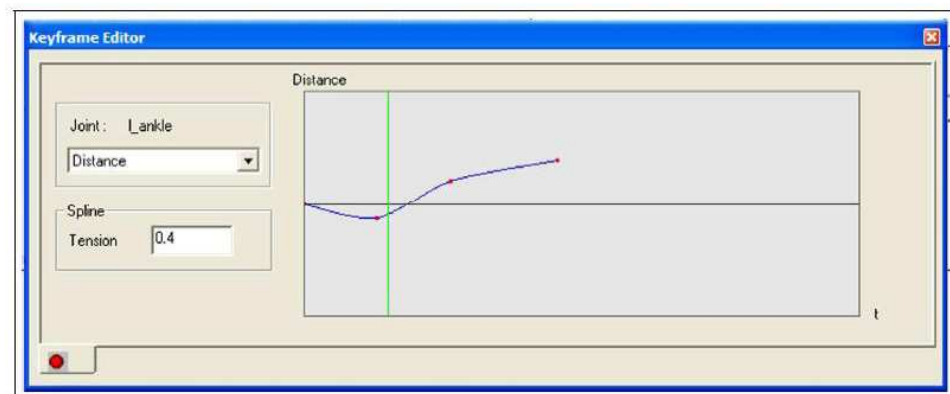 Keyframe Editor
Distance
Joint : l_ankle
Distance
Spline
Tension 0.4
t